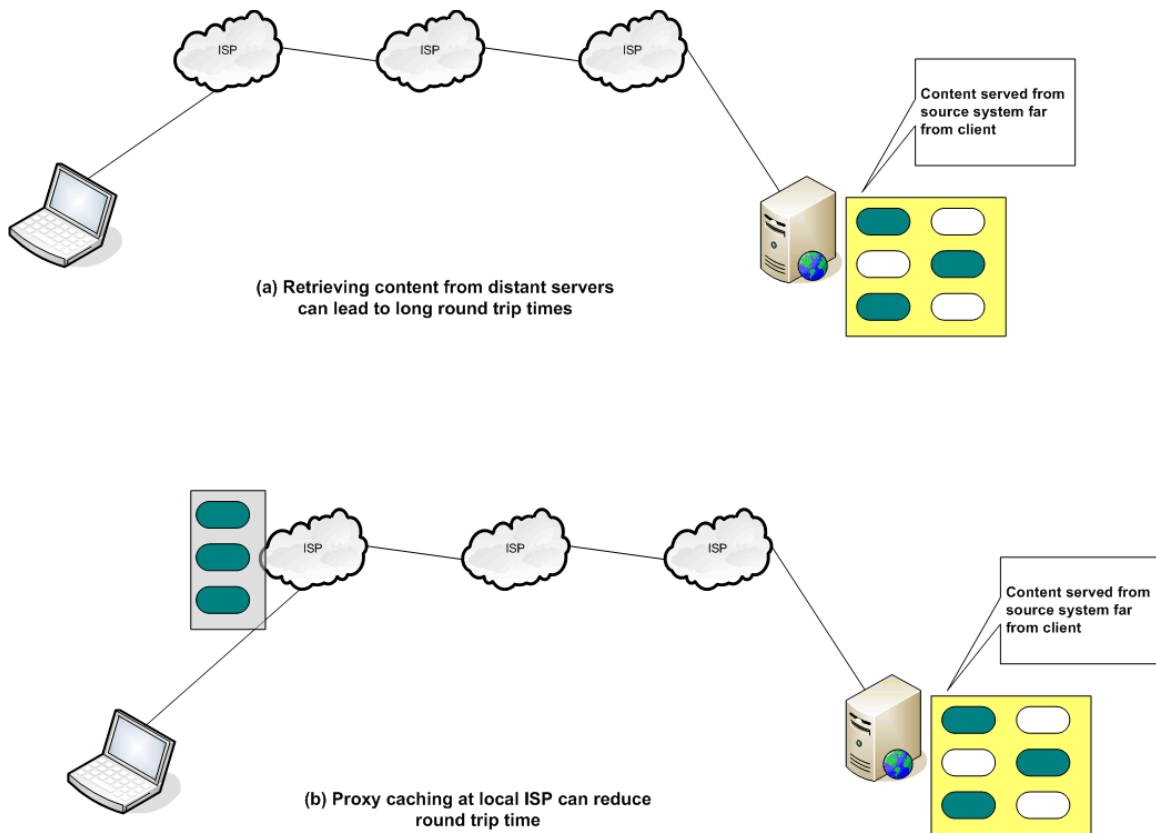 ISP
ISP
ISP
Content served from
source system far
from client
(a) Retrieving content from distant servers
can lead to long round trip times
ISP
ISP
ISP
Content served from
source system far
from client
(b) Proxy caching at local ISP can reduce
round trip time